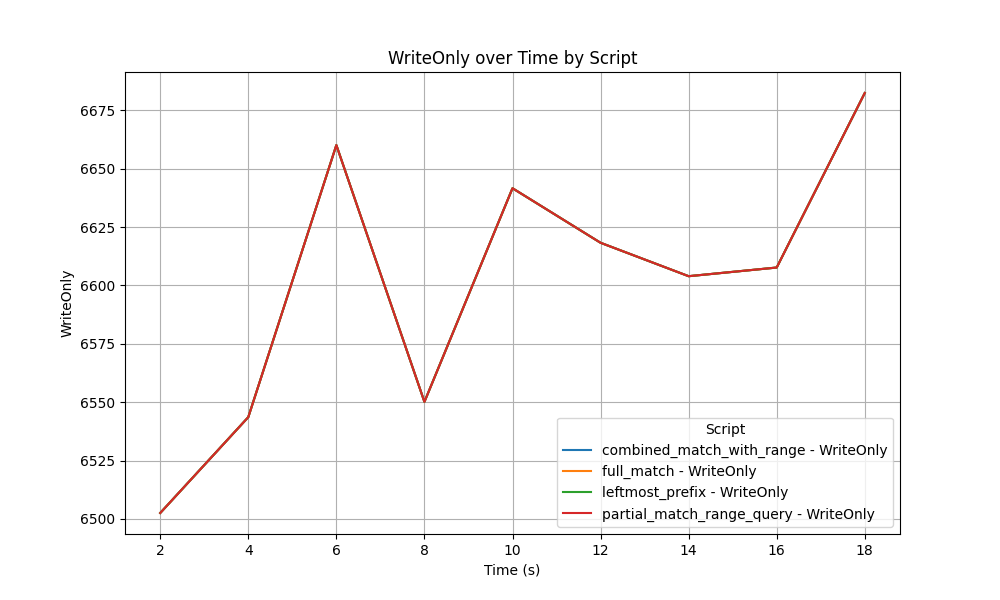 WriteOnly over Time by Script
WriteOnly
6675
6650
6625
6600
6575
6550
6525
6500
2 4 6 8 10 12 14 16 18
Time (s)
Script
combined_match_with_range - WriteOnly
full_match - WriteOnly
leftmost_prefix - WriteOnly
partial_match_range_query - WriteOnly